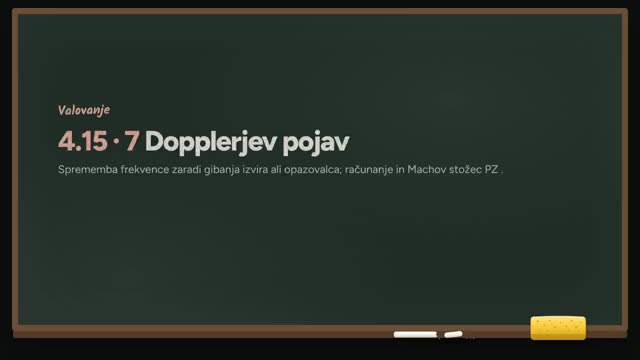 Valovanje
4.15 · 7 Dopplerjev pojav
Sprememba frekvence zaradi gibanja izvira ali opazovalca; računanje in Machov stožec PZ .